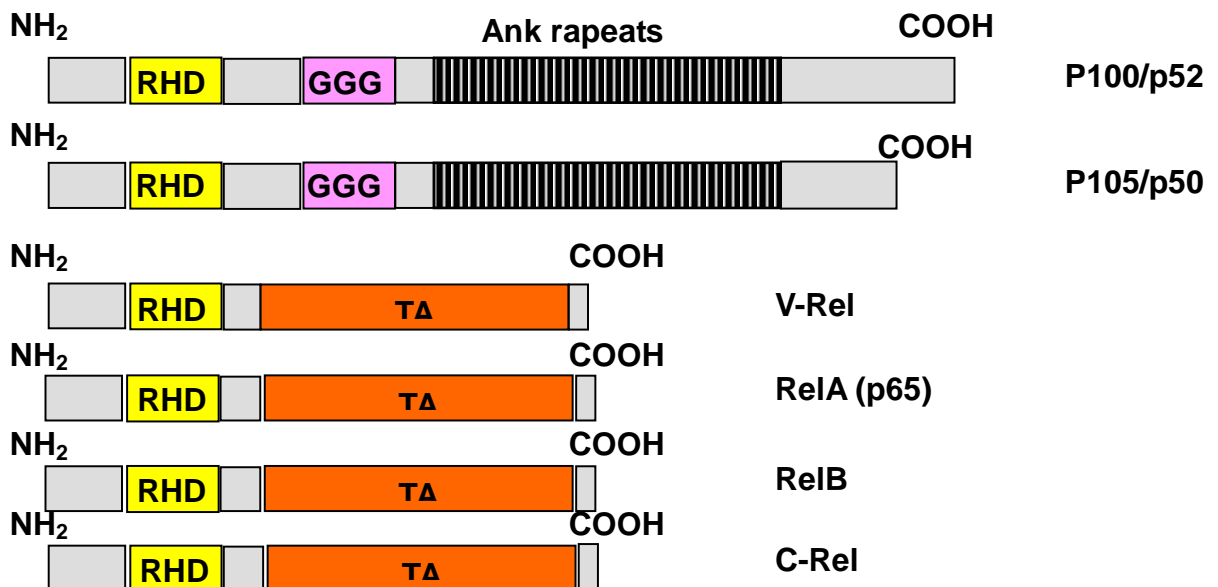 NH₂ Ank rapeats COOH
RHD GGG P100/p52
NH₂ COOH
RHD GGG P105/p50
NH₂ COOH
RHD TΔ V-Rel
NH₂ COOH
RHD TΔ RelA (p65)
NH₂ COOH
RHD TΔ RelB
NH₂ COOH
RHD TΔ C-Rel